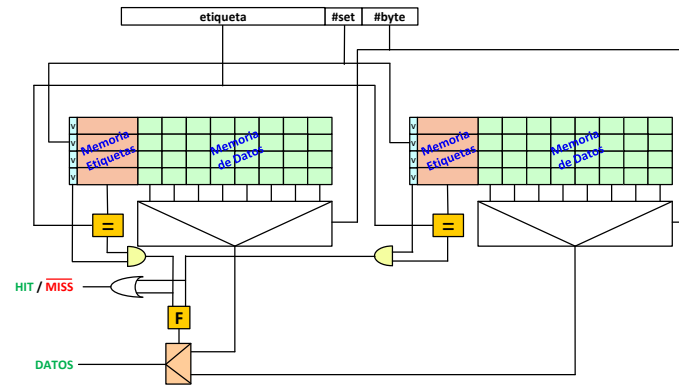 etiqueta #set #byte
V
V
V
V
Memoria
Etiquetas
Memoria
de Datos
V
V
V
V
Memoria
Etiquetas
Memoria
de Datos
=
=
HIT / MISS
F
DATOS